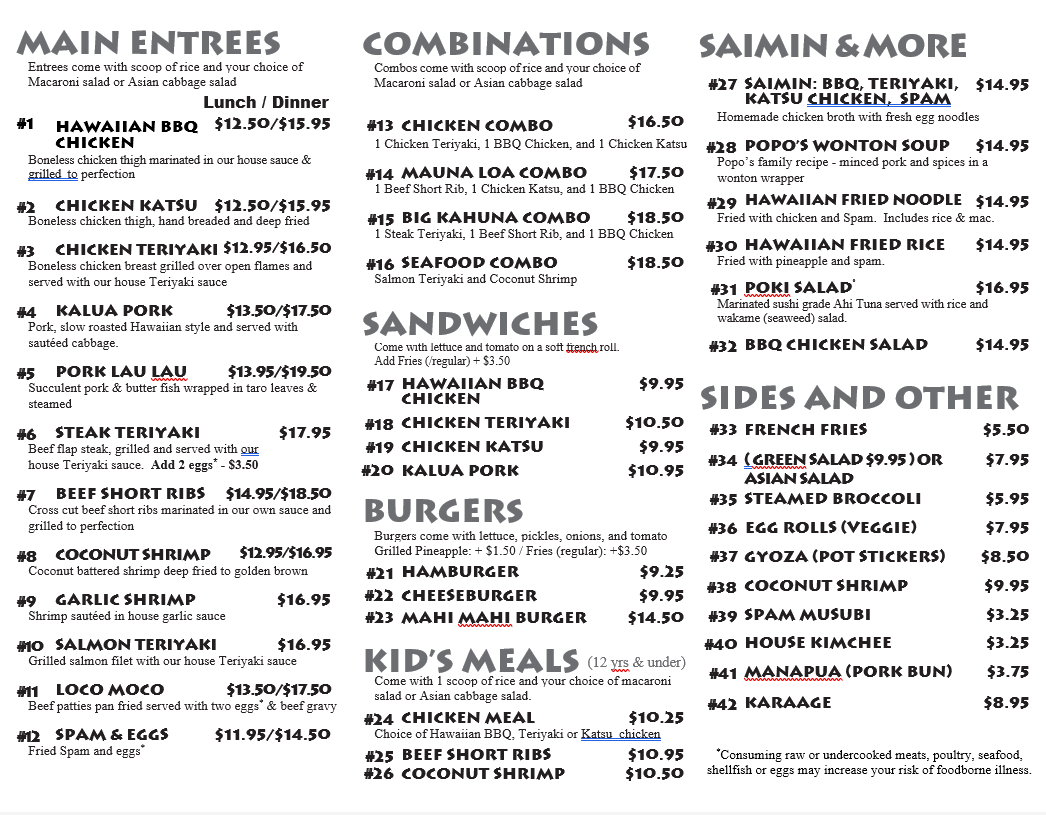 MAIN ENTREES
Entrees come with scoop of rice and your choice of
Macaroni salad or Asian cabbage salad
Lunch / Dinner
#1 HAWAIIAN BBQ $12.50/$15.95
CHICKEN
Boneless chicken thigh marinated in our house sauce &
grilled to perfection
#2 CHICKEN KATSU $12.50/$15.95
Boneless chicken thigh, hand breaded and deep fried
#3 CHICKEN TERIYAKI $12.95/$16.50
Boneless chicken breast grilled over open flames and
served with our house Teriyaki sauce
#4 KALUA PORK $13.50/$17.50
Pork, slow roasted Hawaiian style and served with
sautéed cabbage.
#5 PORK LAU LAU $13.95/$19.50
Succulent pork & butter fish wrapped in taro leaves &
steamed
#6 STEAK TERIYAKI $17.95
Beef flap steak, grilled and served with our
house Teriyaki sauce. Add 2 eggs* - $3.50
#7 BEEF SHORT RIBS $14.95/$18.50
Cross cut beef short ribs marinated in our own sauce and
grilled to perfection
#8 COCONUT SHRIMP $12.95/$16.95
Coconut battered shrimp deep fried to golden brown
#9 GARLIC SHRIMP $16.95
Shrimp sautéed in house garlic sauce
#10 SALMON TERIYAKI $16.95
Grilled salmon filet with our house Teriyaki sauce
#11 LOCO MOCO $13.50/$17.50
Beef patties pan fried served with two eggs* & beef gravy
#12 SPAM & EGGS $11.95/$14.50
Fried Spam and eggs*
COMBINATIONS
Combos come with scoop of rice and your choice of
Macaroni salad or Asian cabbage salad
#13 CHICKEN COMBO $16.50
1 Chicken Teriyaki, 1 BBQ Chicken, and 1 Chicken Katsu
#14 MAUNA LOA COMBO $17.50
1 Beef Short Rib, 1 Chicken Katsu, and 1 BBQ Chicken
#15 BIG KAHUNA COMBO $18.50
1 Steak Teriyaki, 1 Beef Short Rib, and 1 BBQ Chicken
#16 SEAFOOD COMBO $18.50
Salmon Teriyaki and Coconut Shrimp
SANDWICHES
Come with lettuce and tomato on a soft french roll.
Add Fries (/regular) + $3.50
#17 HAWAIIAN BBQ $9.95
CHICKEN
#18 CHICKEN TERIYAKI $10.50
#19 CHICKEN KATSU $9.95
#20 KALUA PORK $10.95
BURGERS
Burgers come with lettuce, pickles, onions, and tomato
Grilled Pineapple: + $1.50 / Fries (regular): +$3.50
#21 HAMBURGER $9.25
#22 CHEESEBURGER $9.95
#23 MAHI MAHI BURGER $14.50
KID'S MEALS (12 yrs & under)
Come with 1 scoop of rice and your choice of macaroni
salad or Asian cabbage salad.
#24 CHICKEN MEAL $10.25
Choice of Hawaiian BBQ, Teriyaki or Katsu chicken
#25 BEEF SHORT RIBS $10.95
#26 COCONUT SHRIMP $10.50
SAIMIN & MORE
#27 SAIMIN: BBQ, TERIYAKI, $14.95
KATSU CHICKEN, SPAM
Homemade chicken broth with fresh egg noodles
#28 POPO'S WONTON SOUP $14.95
Popo's family recipe - minced pork and spices in a
wonton wrapper
#29 HAWAIIAN FRIED NOODLE $14.95
Fried with chicken and Spam. Includes rice & mac.
#30 HAWAIIAN FRIED RICE $14.95
Fried with pineapple and spam.
#31 POKI SALAD* $16.95
Marinated sushi grade Ahi Tuna served with rice and
wakame (seaweed) salad.
#32 BBQ CHICKEN SALAD $14.95
SIDES AND OTHER
#33 FRENCH FRIES $5.50
#34 (GREEN SALAD $9.95) OR $7.95
ASIAN SALAD
#35 STEAMED BROCCOLI $5.95
#36 EGG ROLLS (VEGGIE) $7.95
#37 GYOZA (POT STICKERS) $8.50
#38 COCONUT SHRIMP $9.95
#39 SPAM MUSUBI $3.25
#40 HOUSE KIMCHEE $3.25
#41 MANAPUA (PORK BUN) $3.75
#42 KARAAGE $8.95
*Consuming raw or undercooked meats, poultry, seafood,
shellfish or eggs may increase your risk of foodborne illness.